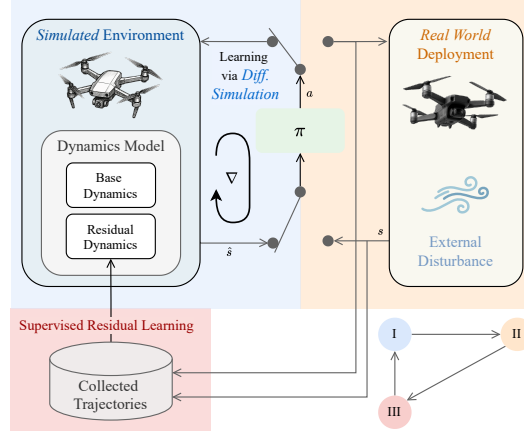 Simulated Environment
Learning
via Diff.
Simulation
Real World
Deployment
a
π
Dynamics Model
Base
Dynamics
Residual
Dynamics
∇
ŝ
s
External
Disturbance
Supervised Residual Learning
Collected
Trajectories
I
II
III